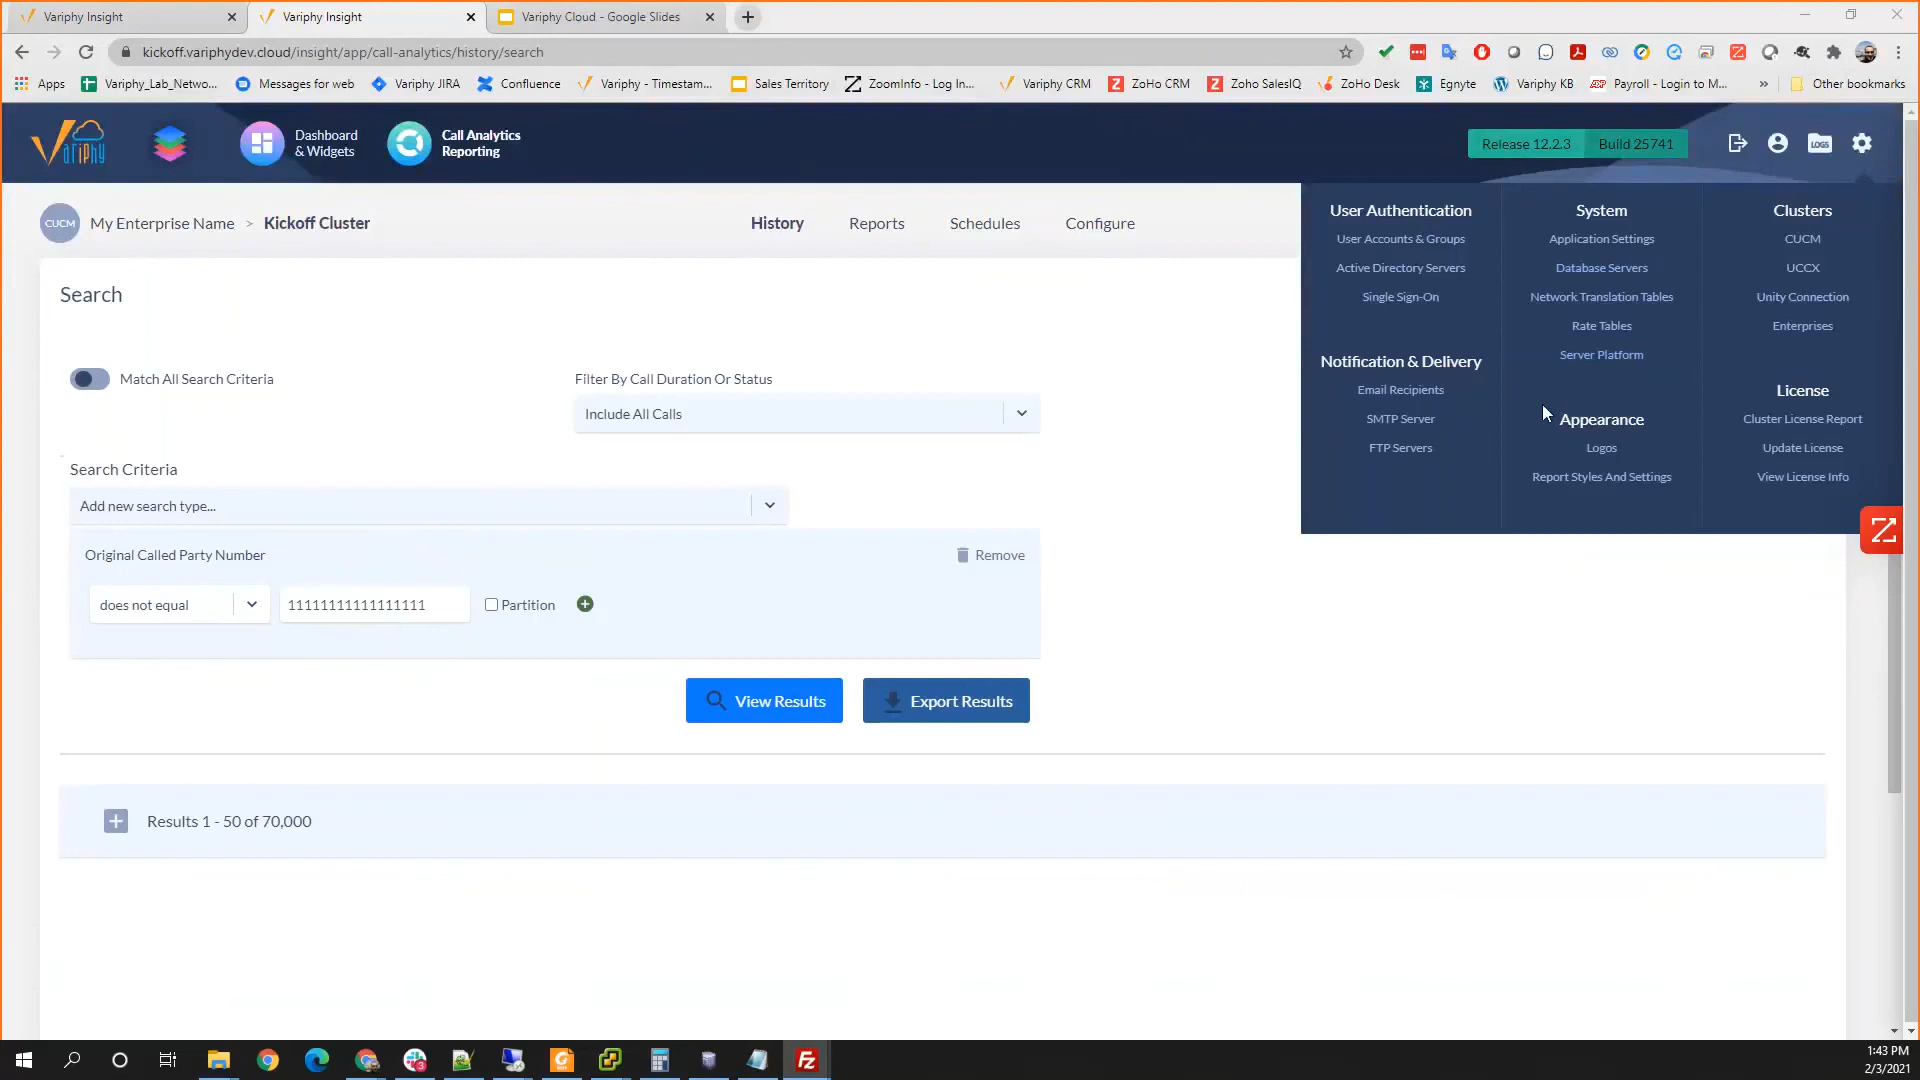 Variphy Insight
Variphy Insight
Variphy Cloud - Google Slides
kickoff.variphydev.cloud/insight/app/call-analytics/history/search
Apps
Variphy_Lab_Netwo...
Messages for web
Variphy JIRA
Confluence
Variphy - Timestam...
Sales Territory
ZoomInfo - Log In...
Variphy CRM
ZoHo CRM
Zoho SalesIQ
ZoHo Desk
Egnyte
Variphy KB
Payroll - Login to M...
»
Other bookmarks
Variphy
Dashboard
& Widgets
Call Analytics
Reporting
Release 12.2.3
Build 25741
LOGS
CUCM
My Enterprise Name > Kickoff Cluster
History
Reports
Schedules
Configure
User Authentication
User Accounts & Groups
Active Directory Servers
Single Sign-On
Notification & Delivery
Email Recipients
SMTP Server
FTP Servers
System
Application Settings
Database Servers
Network Translation Tables
Rate Tables
Server Platform
Appearance
Logos
Report Styles And Settings
Clusters
CUCM
UCCX
Unity Connection
Enterprises
License
Cluster License Report
Update License
View License Info
Search
Match All Search Criteria
Filter By Call Duration Or Status
Include All Calls
Search Criteria
Add new search type...
Original Called Party Number
Remove
does not equal
11111111111111111
Partition
View Results
Export Results
Results 1 - 50 of 70,000
1:43 PM
2/3/2021